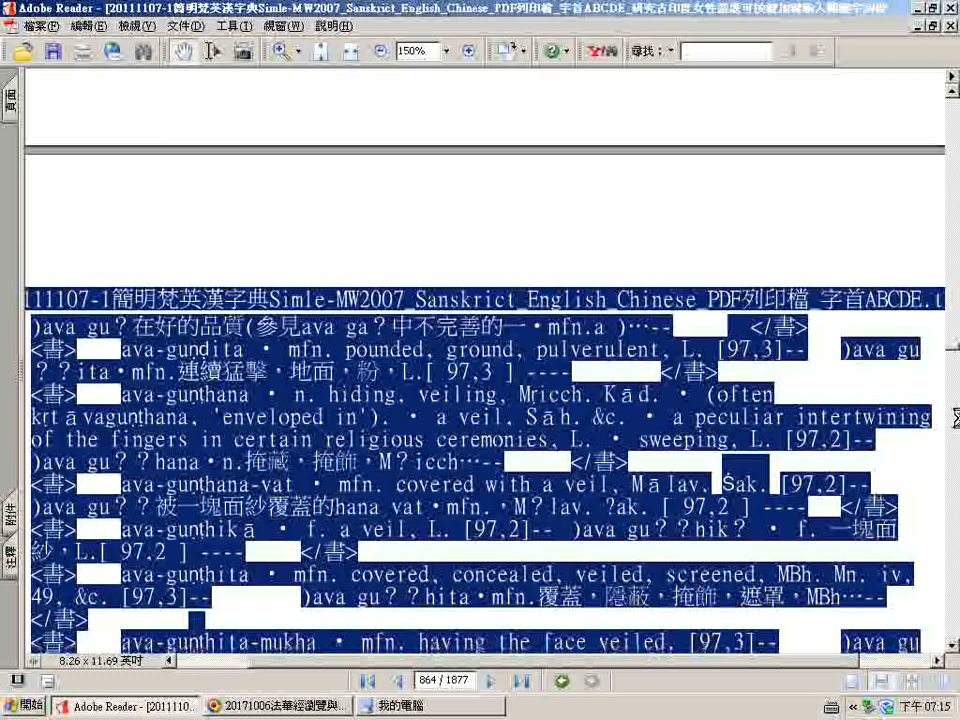 Adobe Reader - [20111107-1簡明梵英漢字典Simle-MW2007_Sanskrict_English_Chinese_PDF列印檔_字首ABCDE_研究古印度女性
檔案(F) 編輯(E) 檢視(V) 文件(D) 工具(T) 視窗(W) 說明(H)
150% 尋找:
頁面
111107-1簡明梵英漢字典Simle-MW2007_Sanskrict_English_Chinese_PDF列印檔_字首ABCDE.t
)ava gu？在好的品質(參見ava ga？中不完善的一‧mfn.a )…-- </書>
<書> ava-guṇḍita ‧ mfn. pounded, ground, pulverulent, L. [97,3]-- )ava gu
？？ita‧mfn.連續猛擊，地面，粉，L.[ 97,3 ] ---- </書>
<書> ava-guṇṭhana ‧ n. hiding, veiling, Mṛicch. Kād. ‧ (often
kṛt āvaguṇṭhana, 'enveloped in'). ‧ a veil, Sāh. &c. ‧ a peculiar intertwining
of the fingers in certain religious ceremonies, L. ‧ sweeping, L. [97,2]--
)ava gu？？hana‧n.掩藏，掩飾，M？icch…-- </書>
<書> ava-guṇṭhana-vat ‧ mfn. covered with a veil, Mālav. Śak. [97,2]--
)ava gu？？被一塊面紗覆蓋的hana vat‧mfn.，M？lav. ?ak. [ 97,2 ] ---- </書>
<書> ava-guṇṭhikā ‧ f. a veil, L. [97,2]-- )ava gu？？hik？ ‧ f. 一塊面
紗，L.[ 97,2 ] ---- </書>
<書> ava-guṇṭhita ‧ mfn. covered, concealed, veiled, screened, MBh. Mn. iv,
49, &c. [97,3]-- )ava gu？？hita‧mfn.覆蓋，隱蔽，掩飾，遮罩，MBh…--
</書>
<書> ava-guṇṭhita-mukha ‧ mfn. having the face veiled, [97,3]-- )ava gu
附件
注釋
8.26 x 11.69 英吋
864 / 1877
開始 Adobe Reader - [2011110... 20171006法華經瀏覽與... 我的電腦 下午 07:15